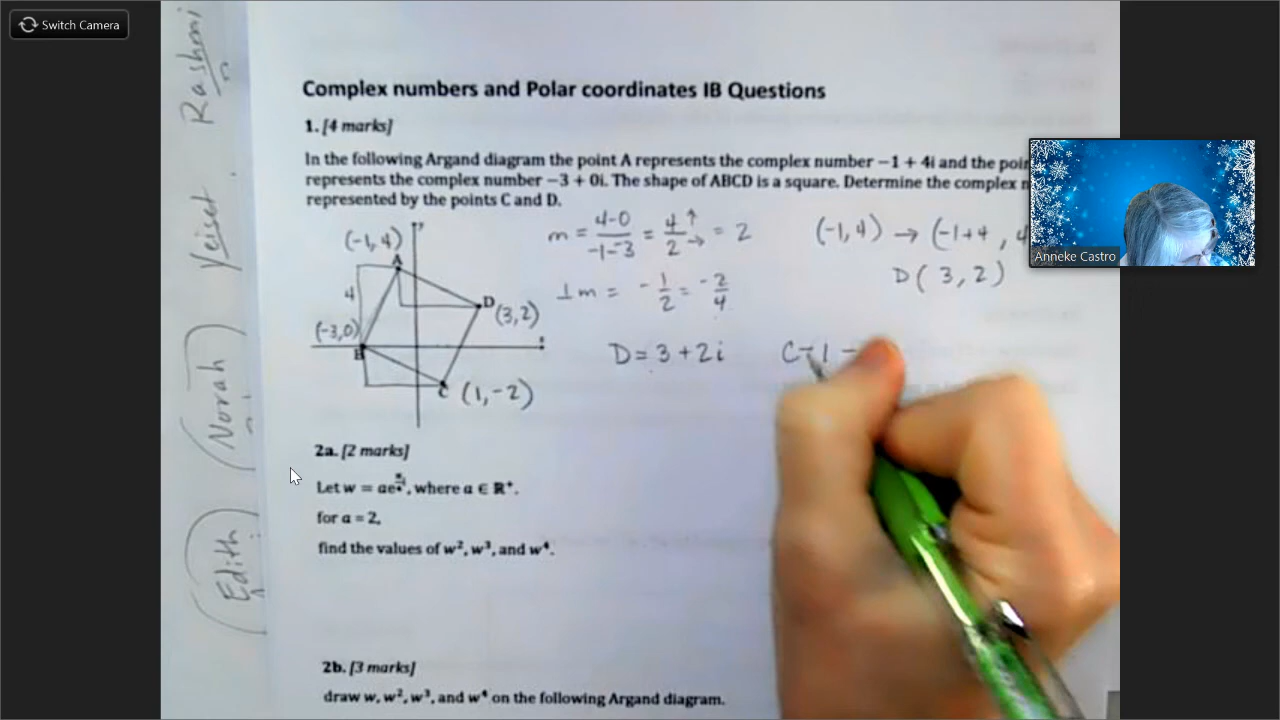 Switch Camera
Rashmi
Yeiset
Norah
Edith
Complex numbers and Polar coordinates IB Questions
1. [4 marks]
In the following Argand diagram the point A represents the complex number −1 + 4i and the
represents the complex number −3 + 0i. The shape of ABCD is a square. Determine the complex
represented by the points C and D.
(-1, 4)
y
A
4
D (3, 2)
(-3, 0)
B
C (1, -2)
m = 4-0 / -1--3 = 4 / 2 = 2
⊥m = -1/2 = -2/4
(-1, 4) → (-1+4 , 4
D (3, 2)
D = 3 + 2i
C = 1 -
Anneke Castro
2a. [2 marks]
, where a ∈ ℝ⁺.
for a = 2,
find the values of w², w³, and w⁴.
2b. [3 marks]
draw w, w², w³, and w⁴ on the following Argand diagram.